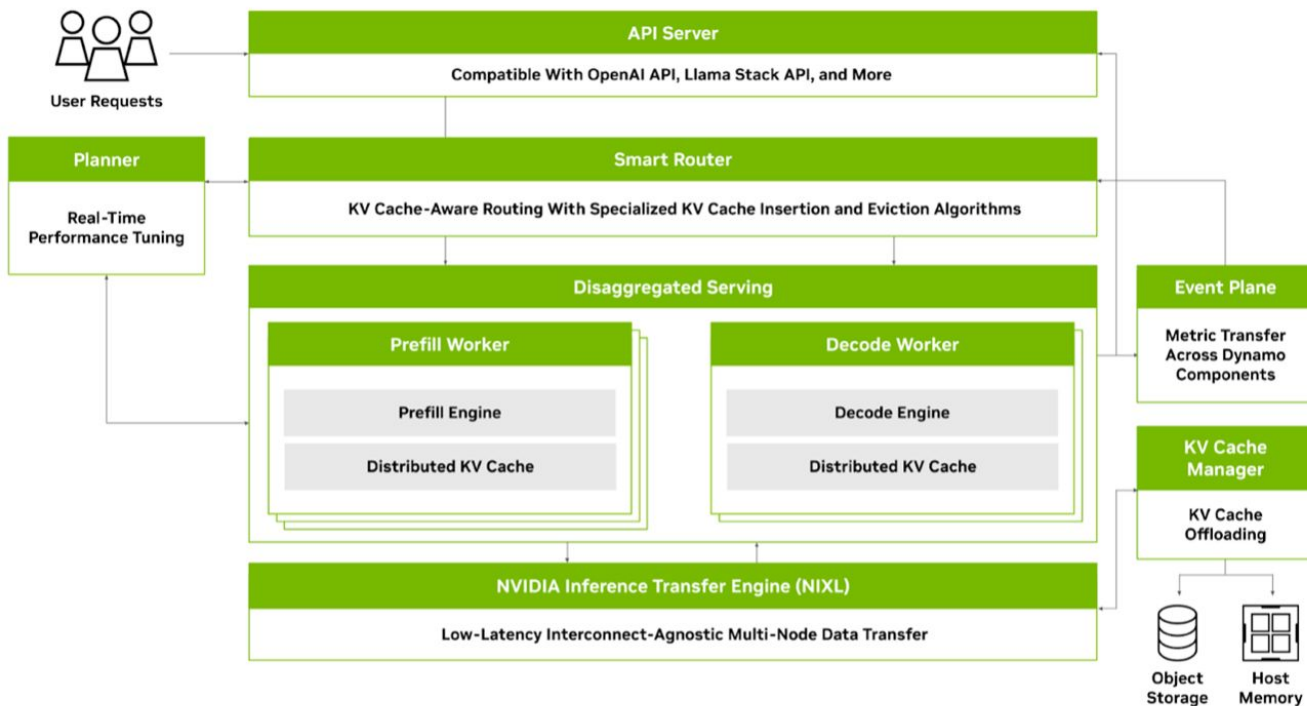 User Requests
API Server
Compatible With OpenAI API, Llama Stack API, and More
Planner
Real-Time
Performance Tuning
Smart Router
KV Cache-Aware Routing With Specialized KV Cache Insertion and Eviction Algorithms
Disaggregated Serving
Prefill Worker
Prefill Engine
Distributed KV Cache
Decode Worker
Decode Engine
Distributed KV Cache
Event Plane
Metric Transfer
Across Dynamo
Components
KV Cache
Manager
KV Cache
Offloading
NVIDIA Inference Transfer Engine (NIXL)
Low-Latency Interconnect-Agnostic Multi-Node Data Transfer
Object
Storage
Host
Memory